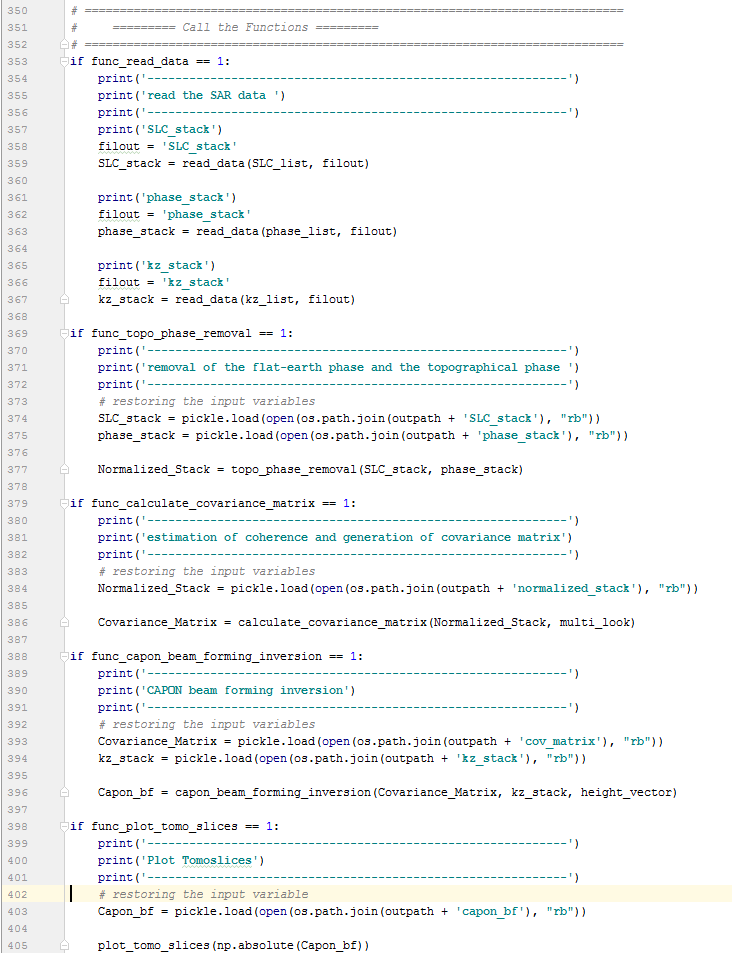 350 # =============================================================================
351 #     ========= Call the Functions =========
352 # =============================================================================
353 if func_read_data == 1:
354     print('------------------------------------------------------------')
355     print('read the SAR data ')
356     print('------------------------------------------------------------')
357     print('SLC_stack')
358     filout = 'SLC_stack'
359     SLC_stack = read_data(SLC_list, filout)
360
361     print('phase_stack')
362     filout = 'phase_stack'
363     phase_stack = read_data(phase_list, filout)
364
365     print('kz_stack')
366     filout = 'kz_stack'
367     kz_stack = read_data(kz_list, filout)
368
369 if func_topo_phase_removal == 1:
370     print('------------------------------------------------------------')
371     print('removal of the flat-earth phase and the topographical phase ')
372     print('------------------------------------------------------------')
373     # restoring the input variables
374     SLC_stack = pickle.load(open(os.path.join(outpath + 'SLC_stack'), "rb"))
375     phase_stack = pickle.load(open(os.path.join(outpath + 'phase_stack'), "rb"))
376
377     Normalized_Stack = topo_phase_removal(SLC_stack, phase_stack)
378
379 if func_calculate_covariance_matrix == 1:
380     print('------------------------------------------------------------')
381     print('estimation of coherence and generation of covariance matrix')
382     print('------------------------------------------------------------')
383     # restoring the input variables
384     Normalized_Stack = pickle.load(open(os.path.join(outpath + 'normalized_stack'), "rb"))
385
386     Covariance_Matrix = calculate_covariance_matrix(Normalized_Stack, multi_look)
387
388 if func_capon_beam_forming_inversion == 1:
389     print('------------------------------------------------------------')
390     print('CAPON beam forming inversion')
391     print('------------------------------------------------------------')
392     # restoring the input variables
393     Covariance_Matrix = pickle.load(open(os.path.join(outpath + 'cov_matrix'), "rb"))
394     kz_stack = pickle.load(open(os.path.join(outpath + 'kz_stack'), "rb"))
395
396     Capon_bf = capon_beam_forming_inversion(Covariance_Matrix, kz_stack, height_vector)
397
398 if func_plot_tomo_slices == 1:
399     print('------------------------------------------------------------')
400     print('Plot Tomoslices')
401     print('------------------------------------------------------------')
402     # restoring the input variable
403     Capon_bf = pickle.load(open(os.path.join(outpath + 'capon_bf'), "rb"))
404
405     plot_tomo_slices(np.absolute(Capon_bf))